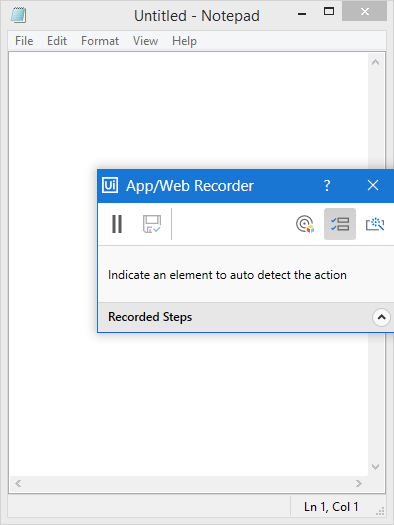 Untitled - Notepad
File Edit Format View Help
Ui App/Web Recorder ?
Indicate an element to auto detect the action
Recorded Steps
Ln 1, Col 1